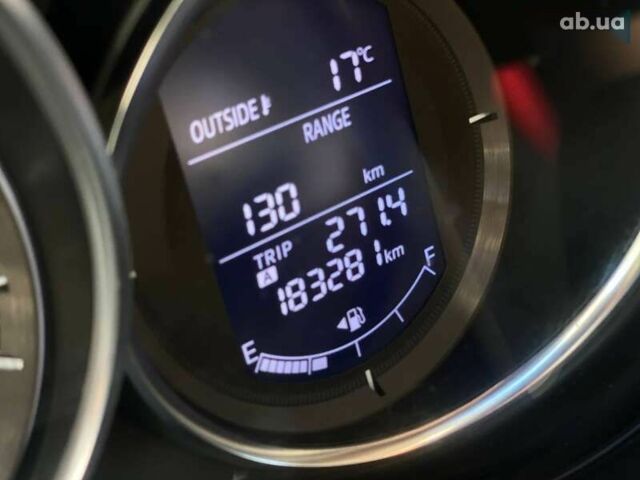 ab.ua
17°C
OUTSIDE
RANGE
130 km
TRIP 271.4
A 183281 km
E F